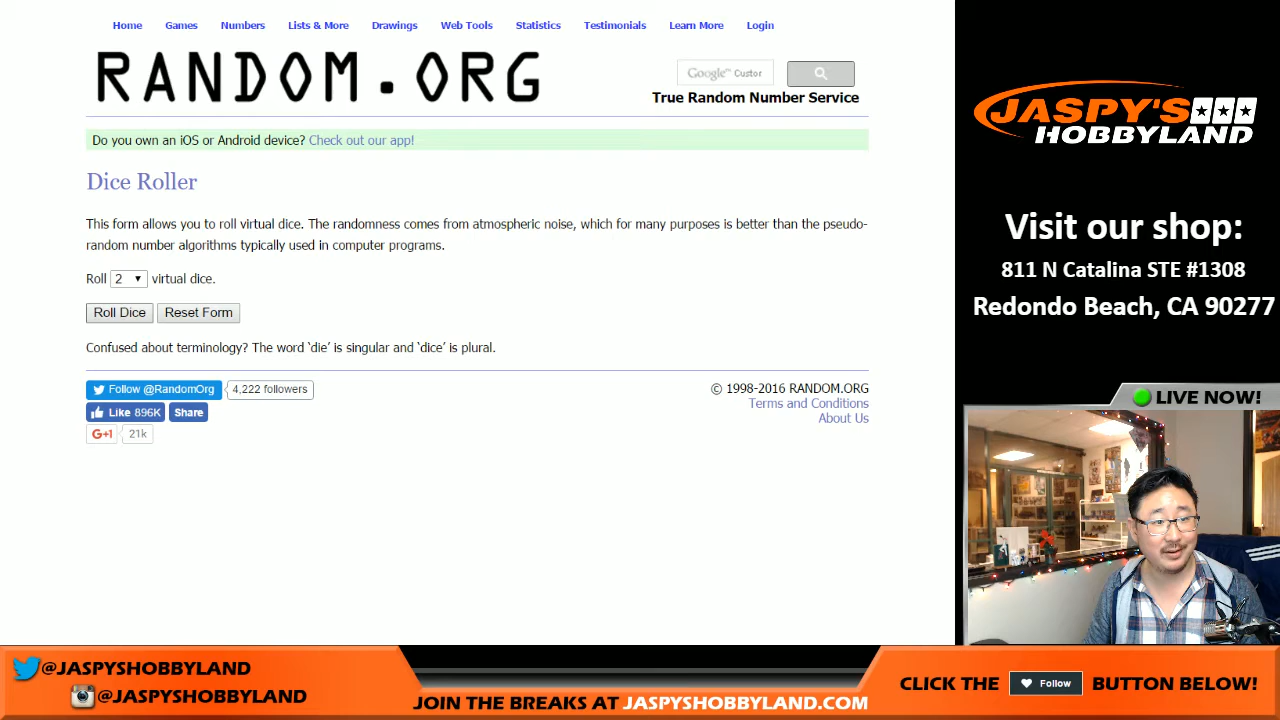 Home Games Numbers Lists & More Drawings Web Tools Statistics Testimonials Learn More Login
RANDOM.ORG
Google™ Custor
True Random Number Service
Do you own an iOS or Android device? Check out our app!
Dice Roller
This form allows you to roll virtual dice. The randomness comes from atmospheric noise, which for many purposes is better than the pseudo-
random number algorithms typically used in computer programs.
Roll 2 virtual dice.
Roll Dice Reset Form
Confused about terminology? The word ‘die’ is singular and ‘dice’ is plural.
Follow @RandomOrg 4,222 followers
Like 896K Share
G+1 21k
© 1998-2016 RANDOM.ORG
Terms and Conditions
About Us
JASPY'S
HOBBYLAND
Visit our shop:
811 N Catalina STE #1308
Redondo Beach, CA 90277
LIVE NOW!
@JASPYSHOBBYLAND
@JASPYSHOBBYLAND
JOIN THE BREAKS AT JASPYSHOBBYLAND.COM
CLICK THE Follow BUTTON BELOW!